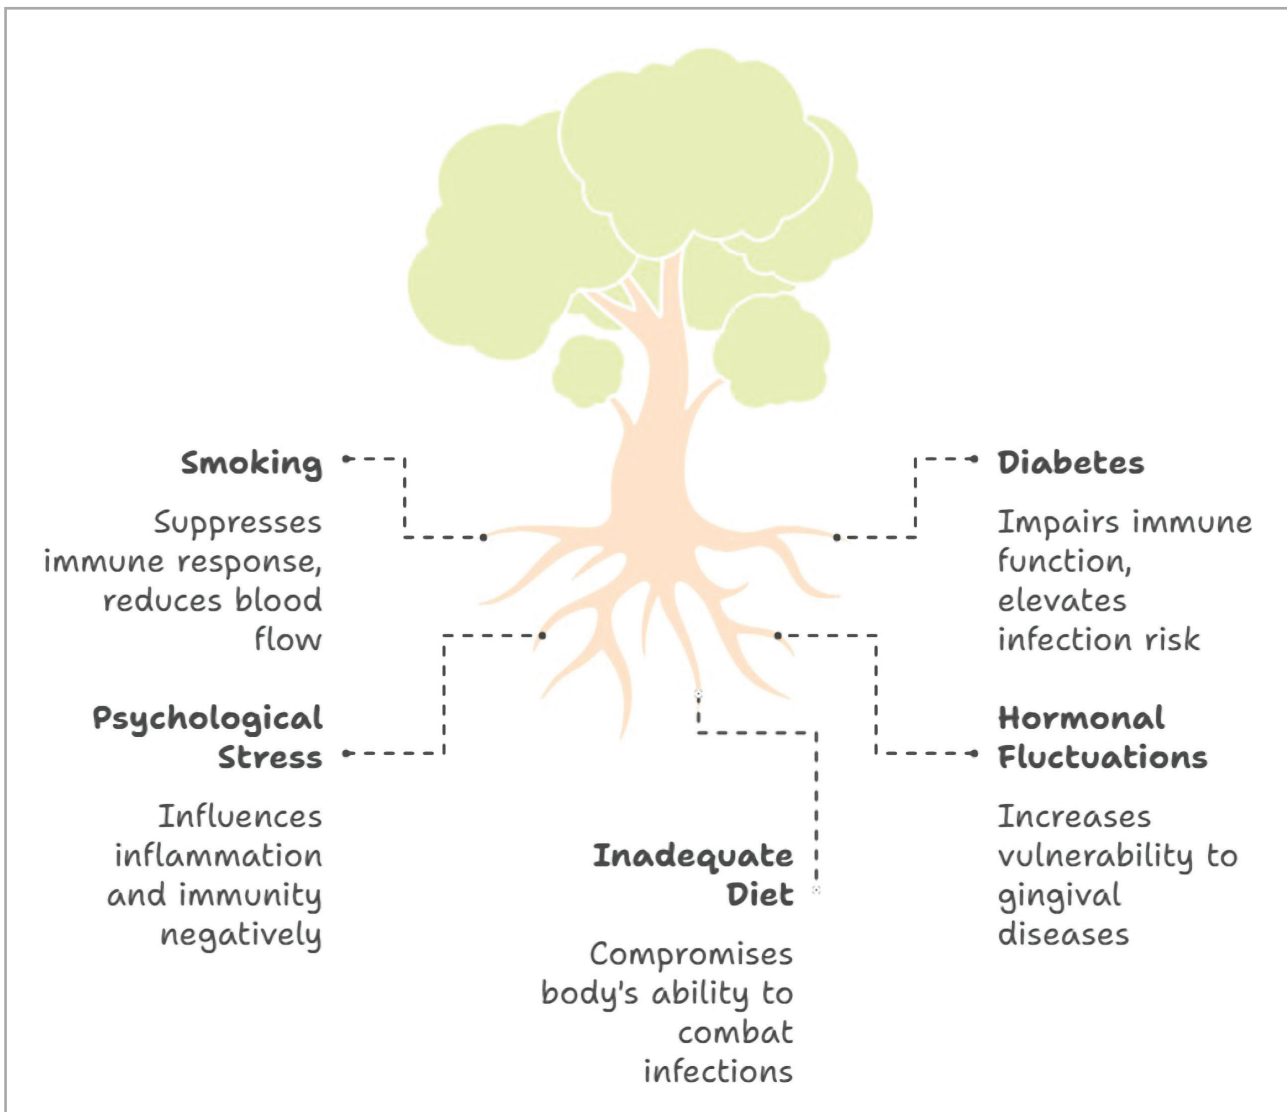 Smoking
Suppresses
immune response,
reduces blood
flow
Diabetes
Impairs immune
function,
elevates
infection risk
Psychological
Stress
Influences
inflammation
and immunity
negatively
Hormonal
Fluctuations
Increases
vulnerability to
gingival
diseases
Inadequate
Diet
Compromises
body's ability to
combat
infections